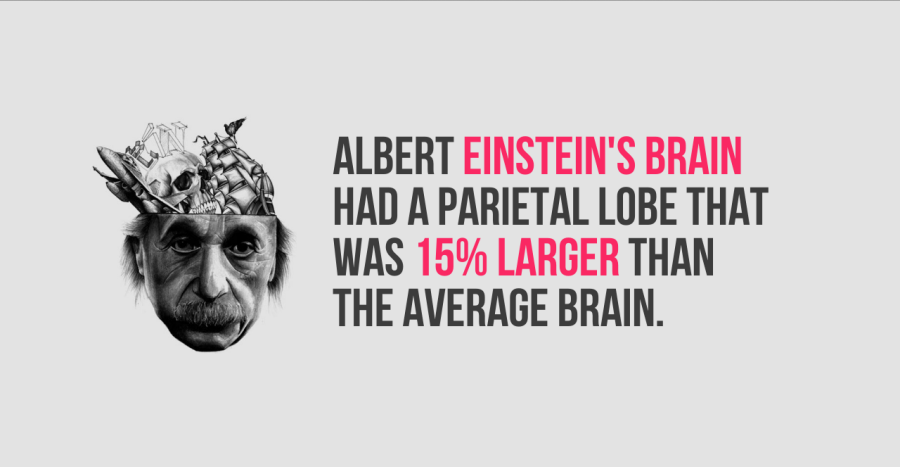 ALBERT EINSTEIN'S BRAIN
HAD A PARIETAL LOBE THAT
WAS 15% LARGER THAN
THE AVERAGE BRAIN.